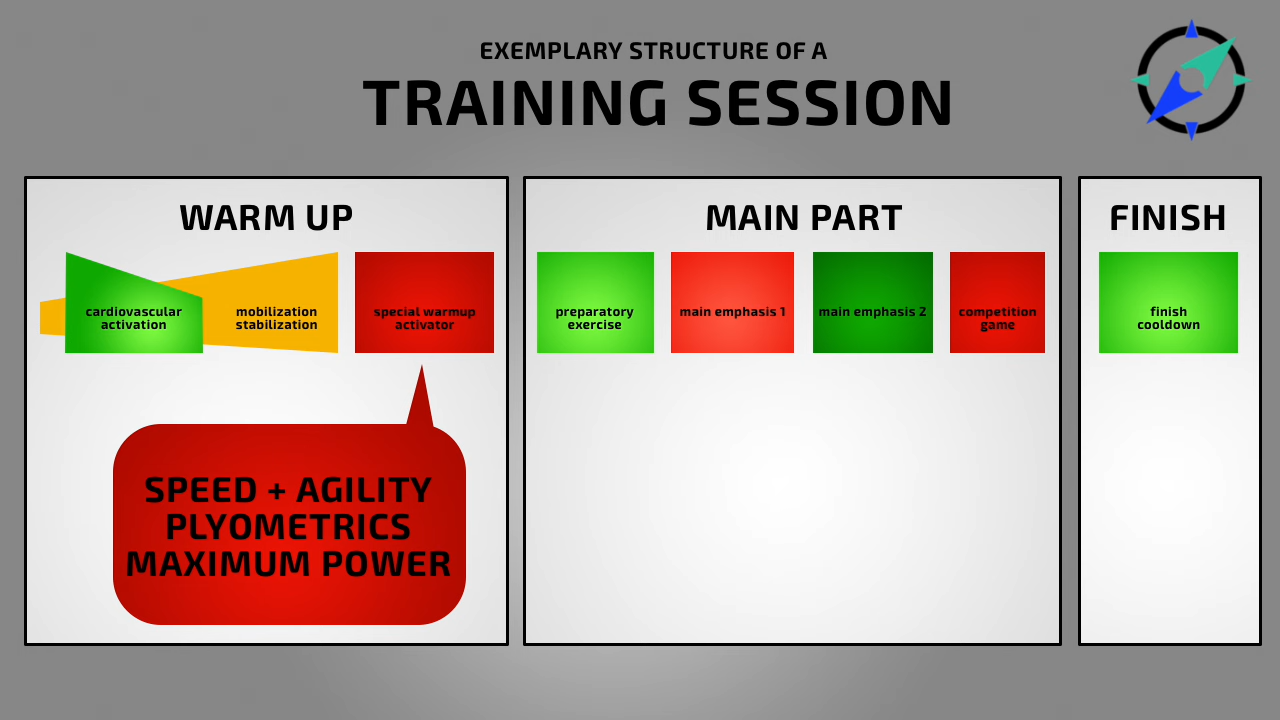 EXEMPLARY STRUCTURE OF A
TRAINING SESSION
WARM UP
cardiovascular
activation
mobilization
stabilization
special warmup
activator
SPEED + AGILITY
PLYOMETRICS
MAXIMUM POWER
MAIN PART
preparatory
exercise
main emphasis 1
main emphasis 2
competition
game
FINISH
finish
cooldown